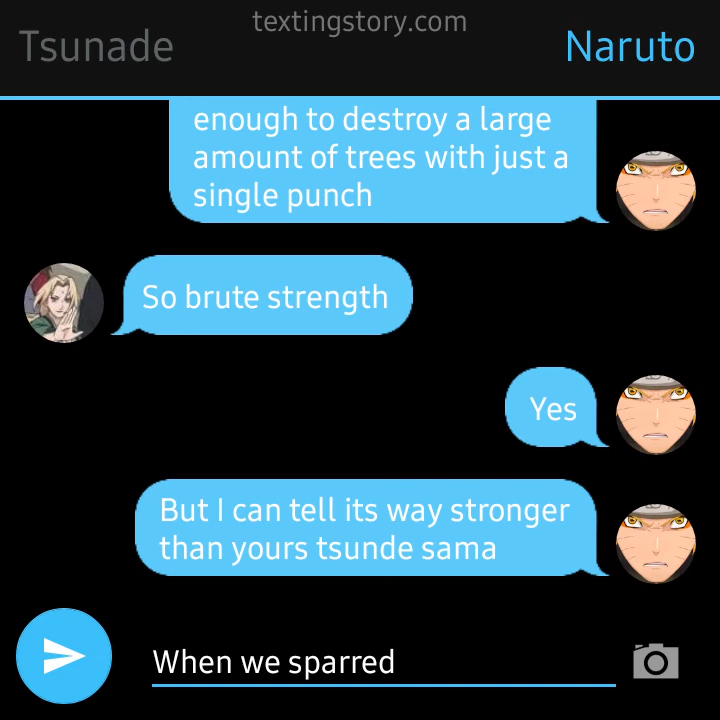 textingstory.com
Tsunade
Naruto
enough to destroy a large
amount of trees with just a
single punch
So brute strength
Yes
But I can tell its way stronger
than yours tsunde sama
When we sparred